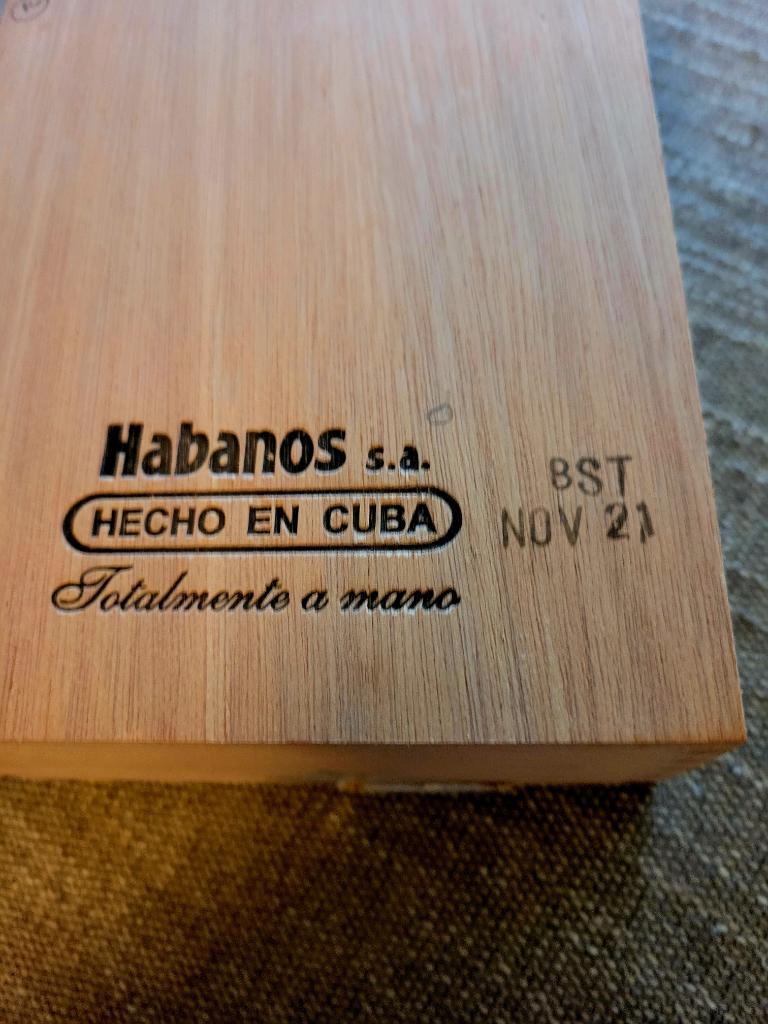 Habanos s.a.
HECHO EN CUBA
Totalmente a mano
BST
NOV 21